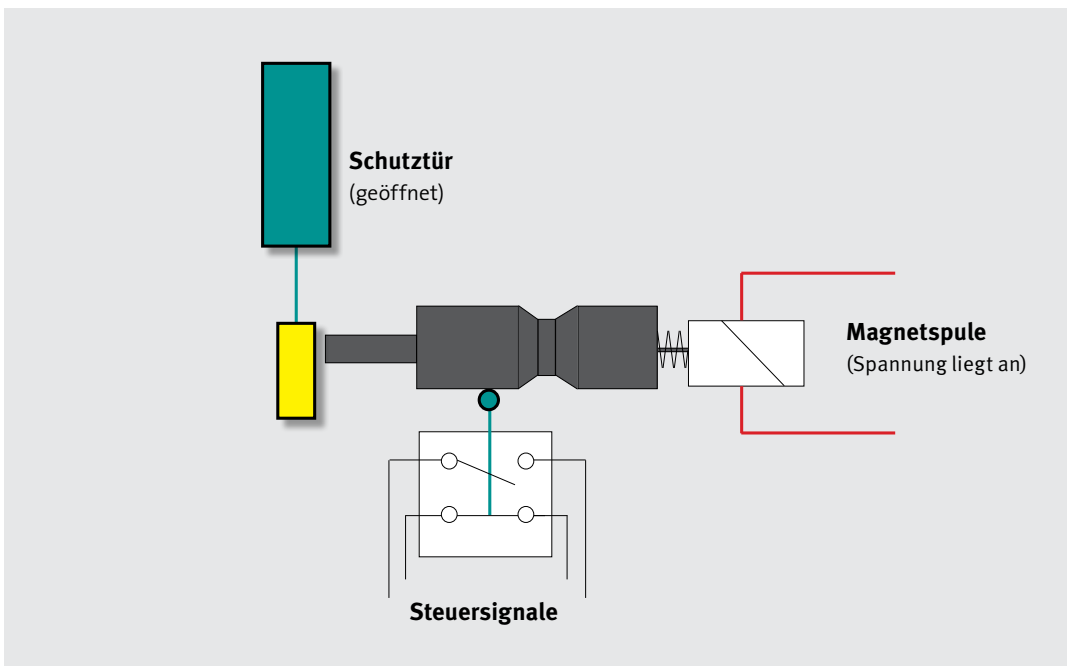 Schutztür
(geöffnet)
Magnetspule
(Spannung liegt an)
Steuersignale